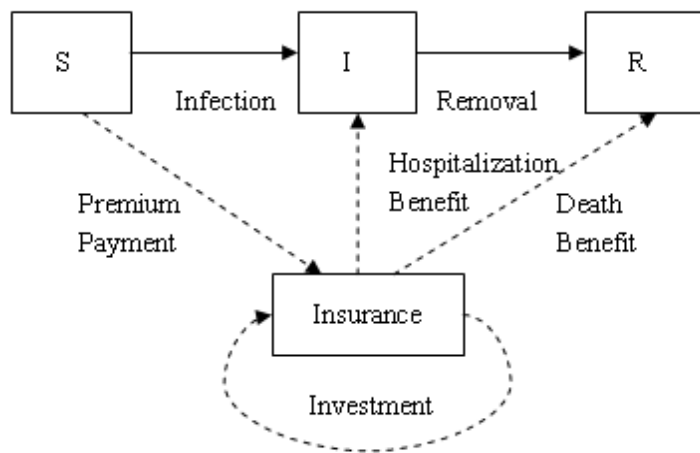 S
I
R
Infection
Removal
Hospitalization
Benefit
Premium
Payment
Death
Benefit
Insurance
Investment